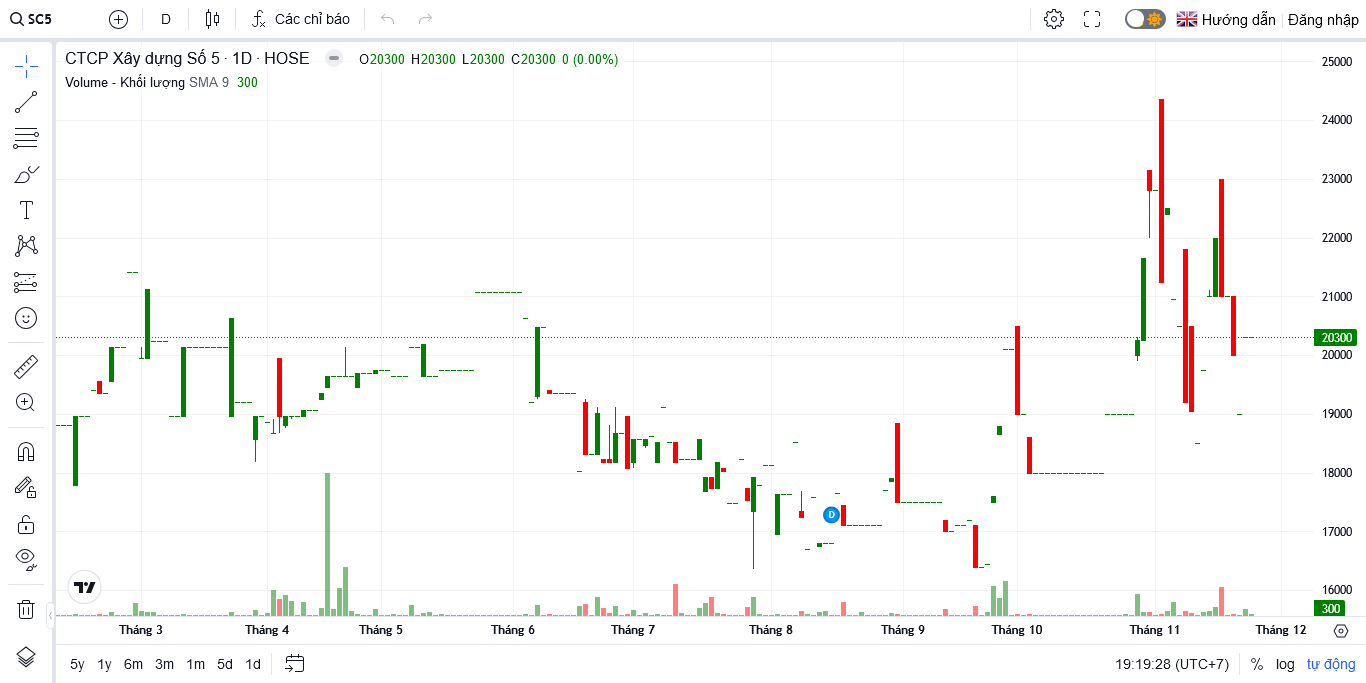 SC5 D Các chỉ báo Hướng dẫn Đăng nhập
CTCP Xây dựng Số 5 · 1D · HOSE O20300 H20300 L20300 C20300 0 (0.00%)
Volume - Khối lượng SMA 9 300
25000
24000
23000
22000
21000
20300
20000
19000
18000
17000
16000
300
D
Tháng 3 Tháng 4 Tháng 5 Tháng 6 Tháng 7 Tháng 8 Tháng 9 Tháng 10 Tháng 11 Tháng 12
5y 1y 6m 3m 1m 5d 1d 19:19:28 (UTC+7) % log tự động